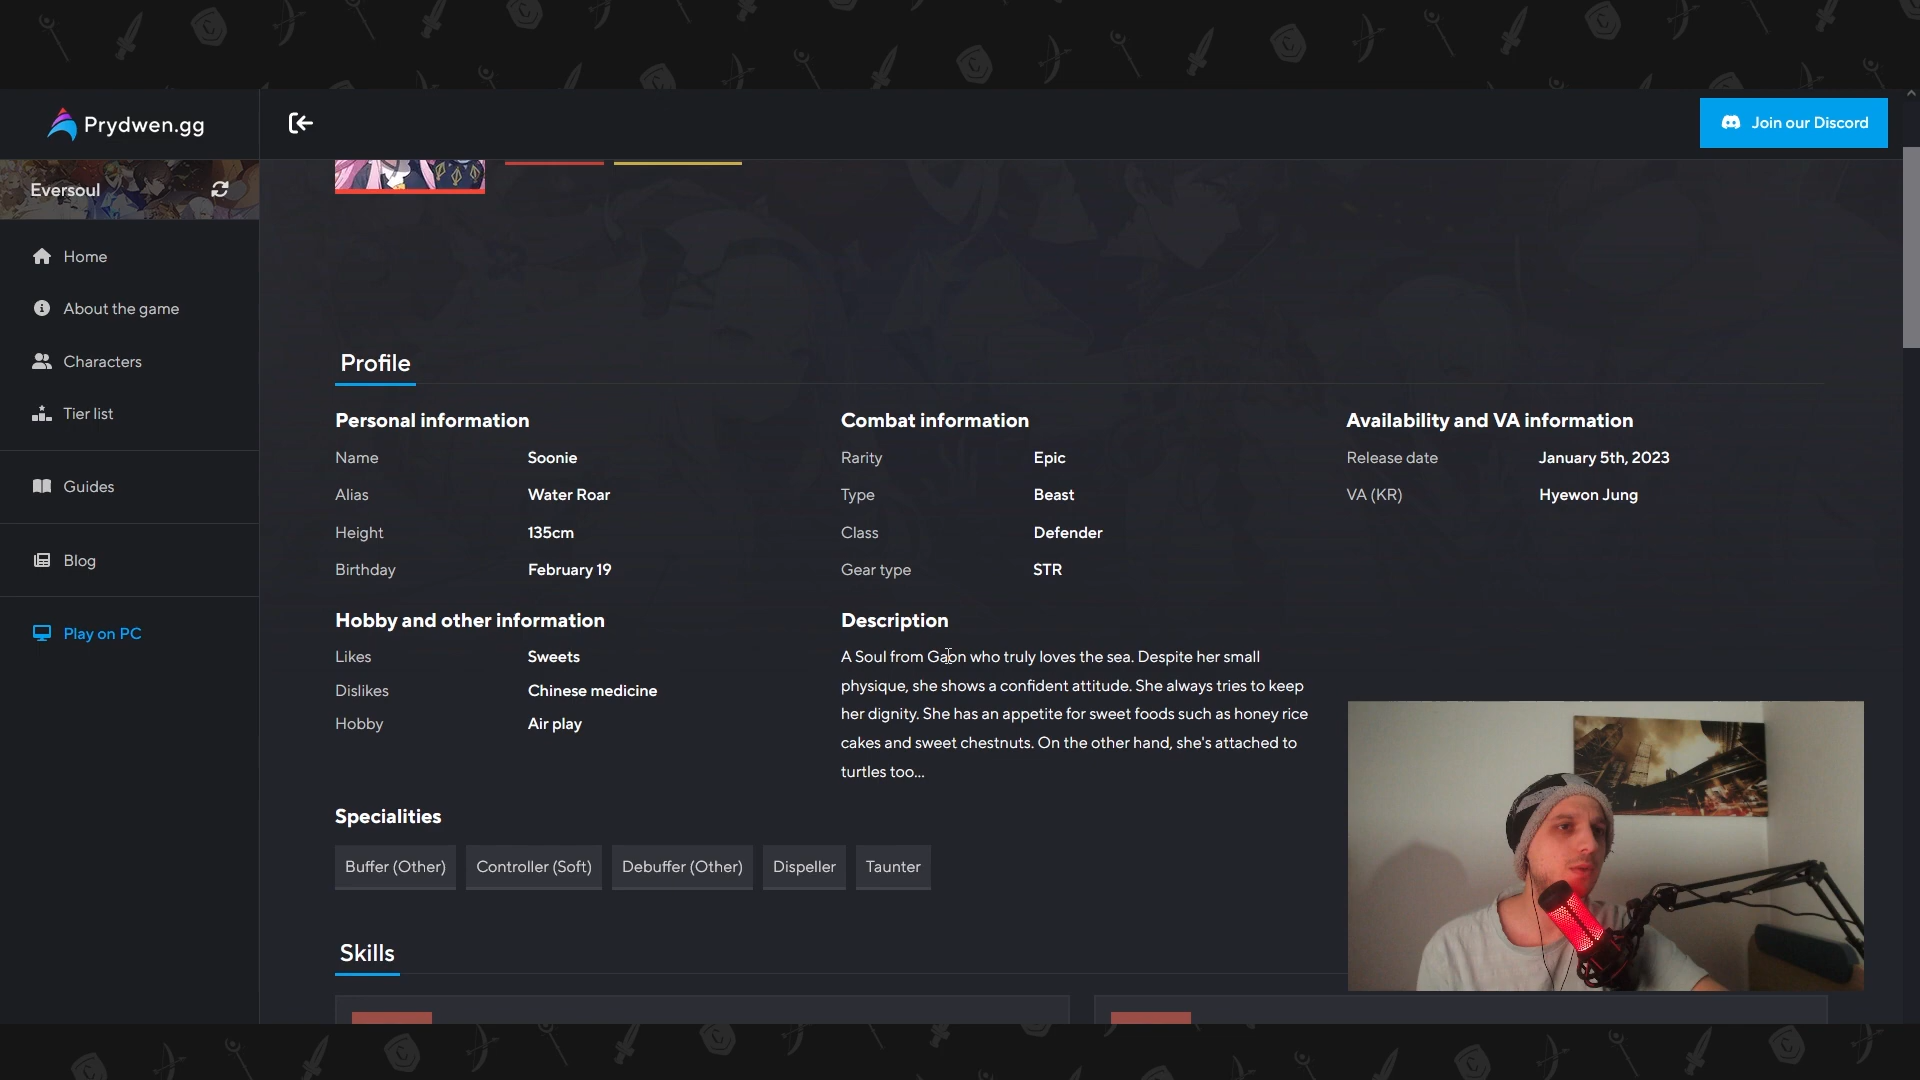 Prydwen.gg
Join our Discord
Eversoul
Home
About the game
Characters
Tier list
Guides
Blog
Play on PC
Profile
Personal information
Name Soonie
Alias Water Roar
Height 135cm
Birthday February 19
Combat information
Rarity Epic
Type Beast
Class Defender
Gear type STR
Availability and VA information
Release date January 5th, 2023
VA (KR) Hyewon Jung
Hobby and other information
Likes Sweets
Dislikes Chinese medicine
Hobby Air play
Description
A Soul from Gaon who truly loves the sea. Despite her small
physique, she shows a confident attitude. She always tries to keep
her dignity. She has an appetite for sweet foods such as honey rice
cakes and sweet chestnuts. On the other hand, she's attached to
turtles too...
Specialities
Buffer (Other) Controller (Soft) Debuffer (Other) Dispeller Taunter
Skills